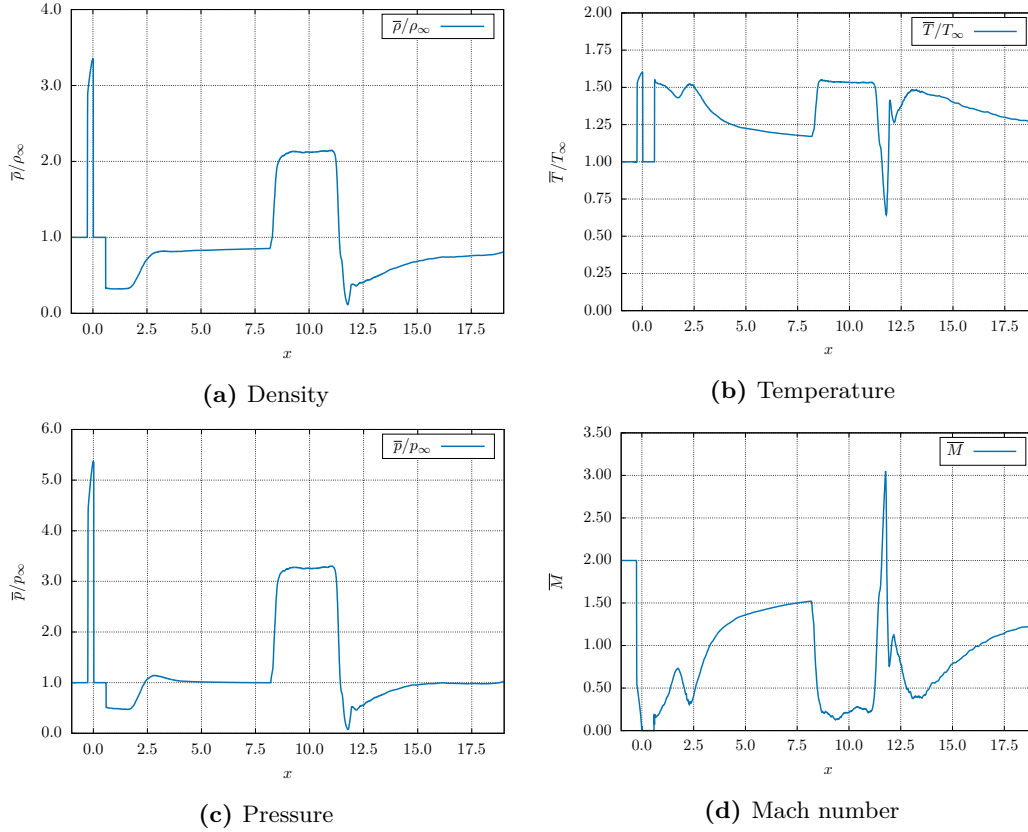 4.0
3.0
2.0
1.0
0.0
ρ̅/ρ∞
ρ̅/ρ∞
0.0 2.5 5.0 7.5 10.0 12.5 15.0 17.5
x
(a) Density
2.00
1.75
1.50
1.25
1.00
0.75
0.50
0.25
0.00
T̅/T∞
T̅/T∞
0.0 2.5 5.0 7.5 10.0 12.5 15.0 17.5
x
(b) Temperature
6.0
5.0
4.0
3.0
2.0
1.0
0.0
p̅/p∞
p̅/p∞
0.0 2.5 5.0 7.5 10.0 12.5 15.0 17.5
x
(c) Pressure
3.50
3.00
2.50
2.00
1.50
1.00
0.50
0.00
M̅
M̅
0.0 2.5 5.0 7.5 10.0 12.5 15.0 17.5
x
(d) Mach number